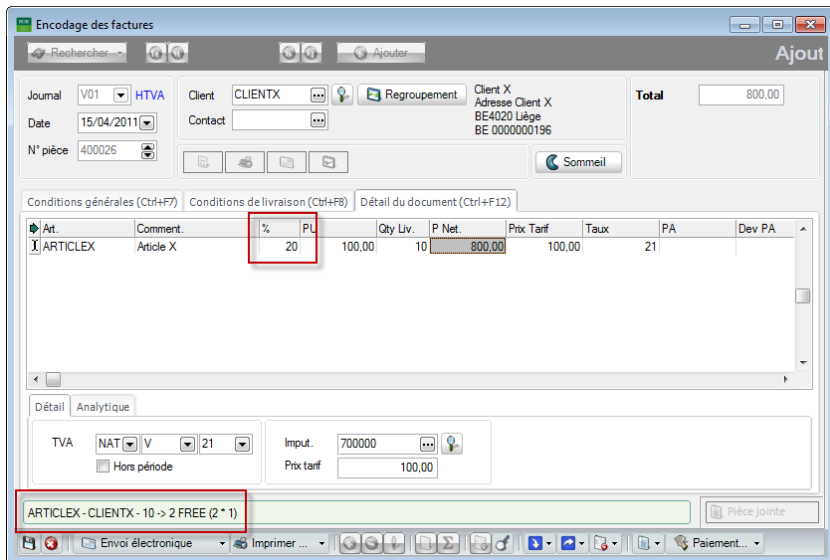 Encodage des factures
Rechercher
Ajouter
Ajout
Journal V01 HTVA
Date 15/04/2011
N° pièce 400026
Client CLIENTX
Contact
Regroupement
Client X
Adresse Client X
BE4020 Liège
BE 0000000196
Sommeil
Total 800,00
Conditions générales (Ctrl+F7) Conditions de livraison (Ctrl+F8) Détail du document (Ctrl+F12)
Art. Comment. % PU Qty Liv. P Net. Prix Tarif Taux PA Dev PA
ARTICLEX Article X 20 100,00 10 800,00 100,00 21
Détail Analytique
TVA NAT V 21
Hors période
Imput. 700000
Prix tarif 100,00
ARTICLEX - CLIENTX - 10 -> 2 FREE (2 * 1)
Pièce jointe
Envoi électronique Imprimer ... Paiement...